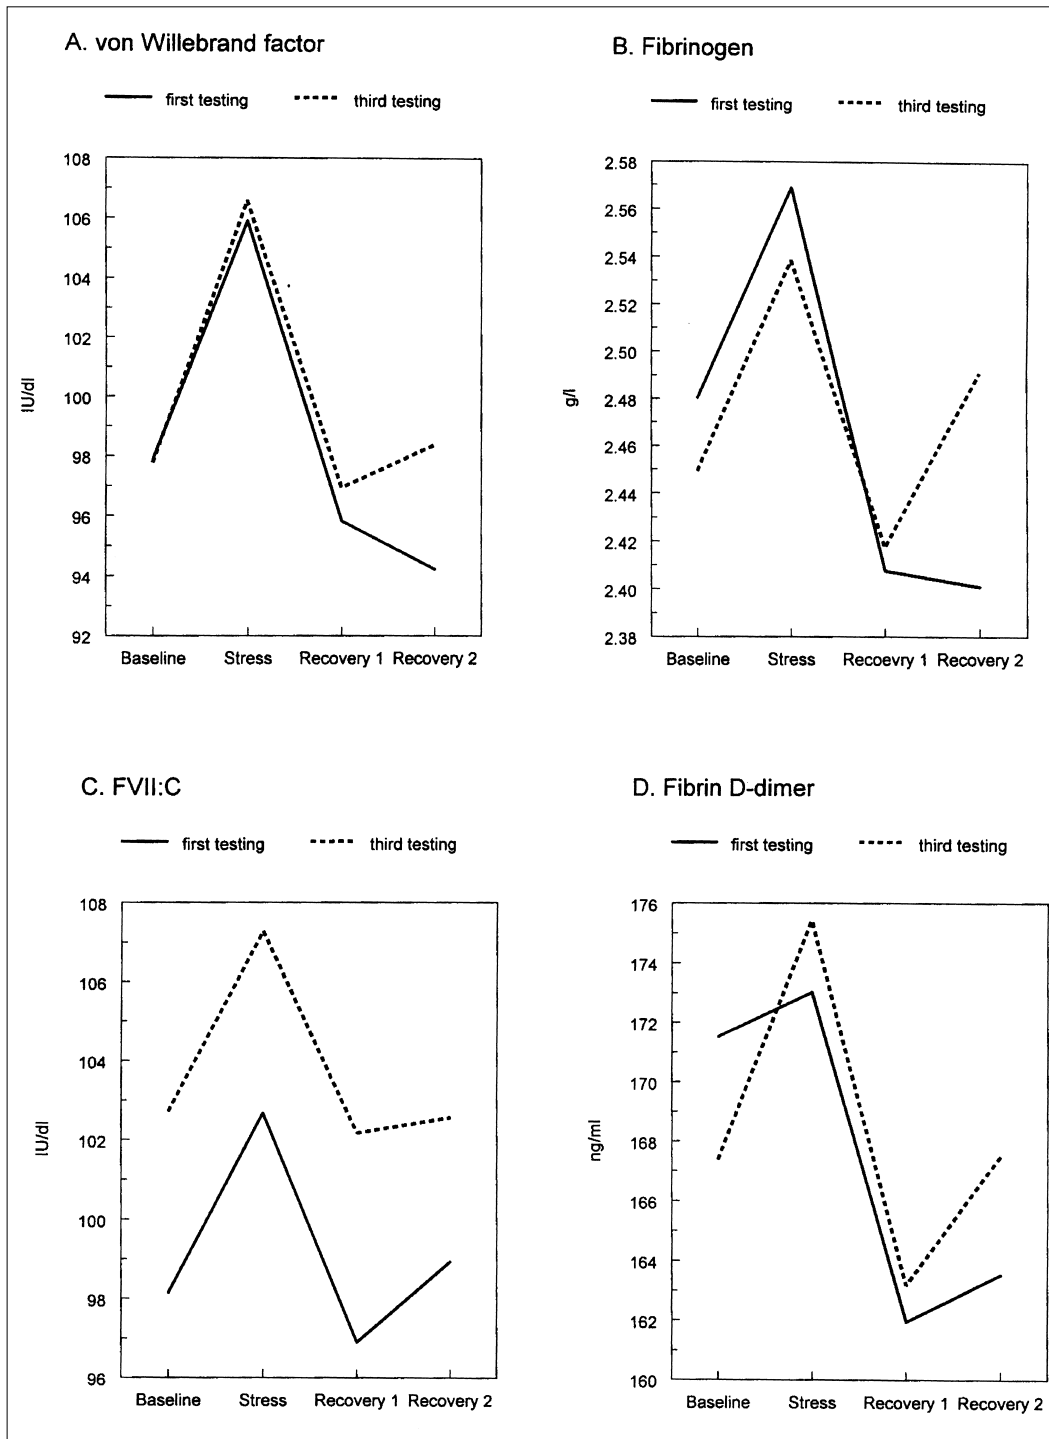 A. von Willebrand factor
first testing third testing
108
106
104
102
100
98
96
94
92
IU/dl
Baseline Stress Recovery 1 Recovery 2
B. Fibrinogen
first testing third testing
2.58
2.56
2.54
2.52
2.50
2.48
2.46
2.44
2.42
2.40
2.38
g/l
Baseline Stress Recoevry 1 Recovery 2
C. FVII:C
first testing third testing
108
106
104
102
100
98
96
IU/dl
Baseline Stress Recovery 1 Recovery 2
D. Fibrin D-dimer
first testing third testing
176
174
172
170
168
166
164
162
160
ng/ml
Baseline Stress Recovery 1 Recovery 2